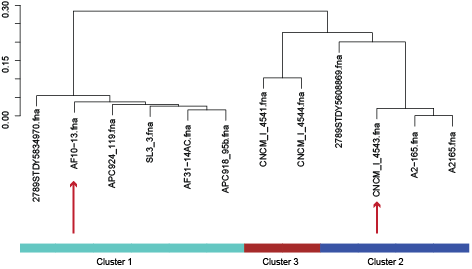 0.30
0.15
0.00
2789STDY5834970.fna
AF10-13.fna
APC924_119.fna
SL3_3.fna
AF31-14AC.fna
APC918_95b.fna
CNCM_I_4541.fna
CNCM_I_4544.fna
2789STDY5608869.fna
CNCM_I_4543.fna
A2-165.fna
A2165.fna
Cluster 1
Cluster 3
Cluster 2